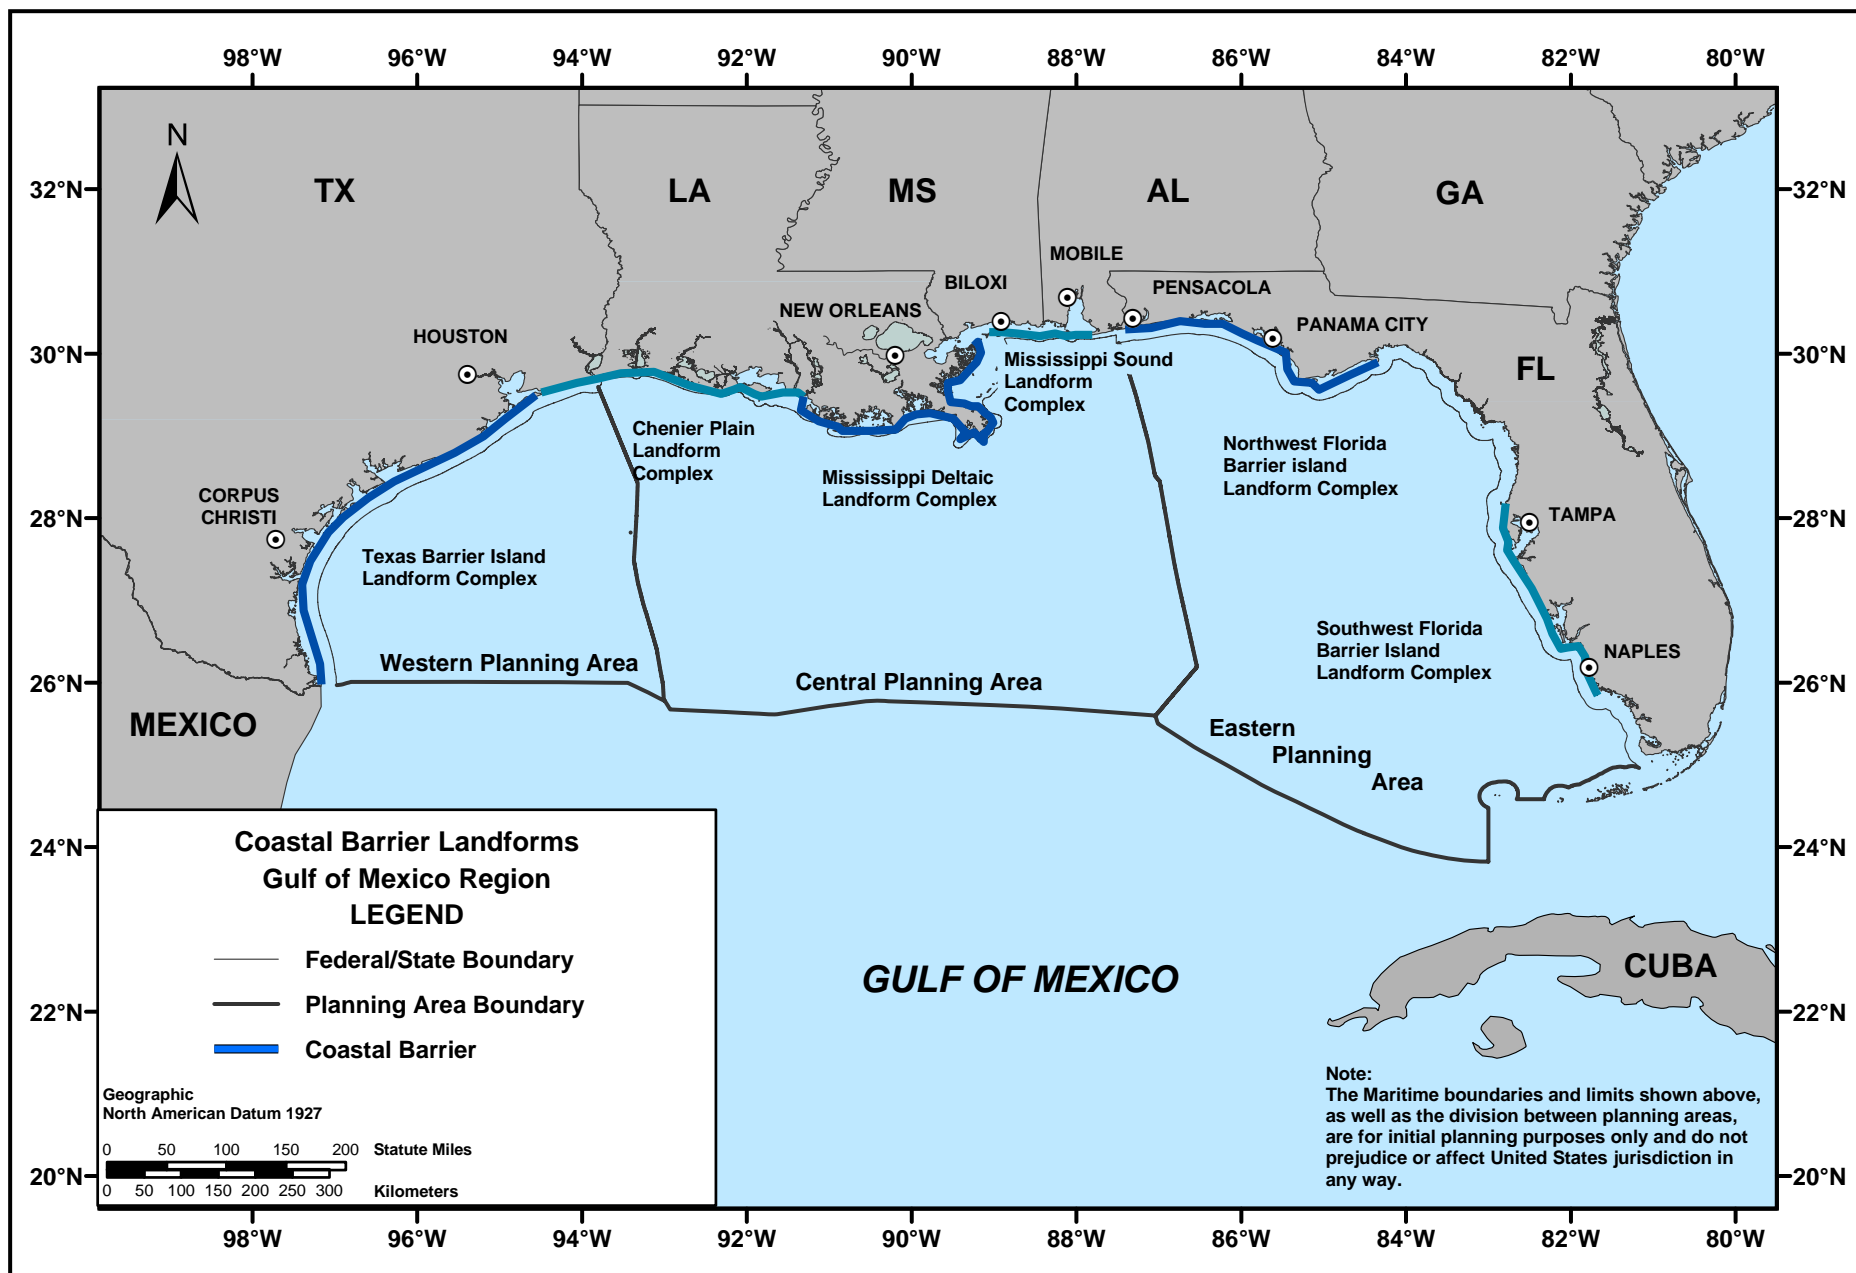 98°W 96°W 94°W 92°W 90°W 88°W 86°W 84°W 82°W 80°W
N
32°N TX LA MS AL GA 32°N
MOBILE
BILOXI PENSACOLA
NEW ORLEANS
PANAMA CITY
HOUSTON
30°N 30°N
Mississippi Sound
Landform
Complex
FL
Chenier Plain
Landform
Complex
Northwest Florida
Barrier island
Landform Complex
Mississippi Deltaic
Landform Complex
CORPUS
CHRISTI
28°N TAMPA 28°N
Texas Barrier Island
Landform Complex
Southwest Florida
Barrier Island
Landform Complex
NAPLES
Western Planning Area
26°N Central Planning Area 26°N
MEXICO
Eastern
Planning
Area
24°N 24°N
Coastal Barrier Landforms
Gulf of Mexico Region
LEGEND
Federal/State Boundary
Planning Area Boundary
Coastal Barrier
GULF OF MEXICO
CUBA
22°N 22°N
Geographic
North American Datum 1927
0 50 100 150 200 Statute Miles
0 50 100 150 200 250 300 Kilometers
Note:
The Maritime boundaries and limits shown above,
as well as the division between planning areas,
are for initial planning purposes only and do not
prejudice or affect United States jurisdiction in
any way.
20°N 20°N
98°W 96°W 94°W 92°W 90°W 88°W 86°W 84°W 82°W 80°W